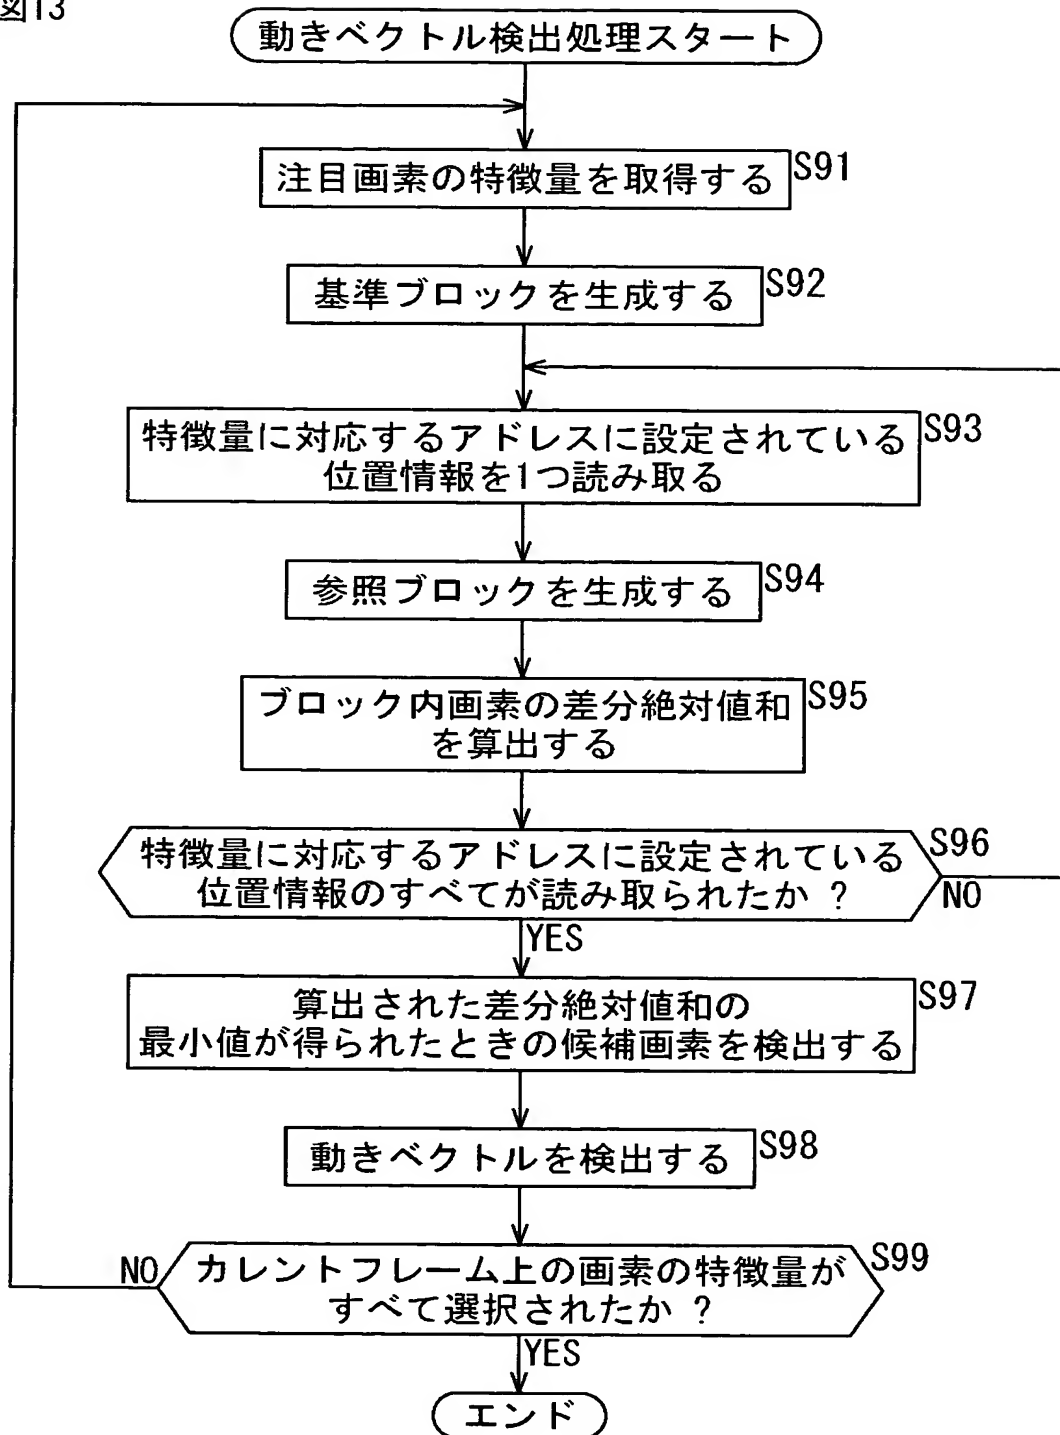 図13
動きベクトル検出処理スタート
注目画素の特徴量を取得する
S91
基準ブロックを生成する
S92
特徴量に対応するアドレスに設定されている
位置情報を1つ読み取る
S93
参照ブロックを生成する
S94
ブロック内画素の差分絶対値和
を算出する
S95
特徴量に対応するアドレスに設定されている
位置情報のすべてが読み取られたか ?
S96
NO
YES
算出された差分絶対値和の
最小値が得られたときの候補画素を検出する
S97
動きベクトルを検出する
S98
NO
カレントフレーム上の画素の特徴量が
すべて選択されたか ?
S99
YES
エンド